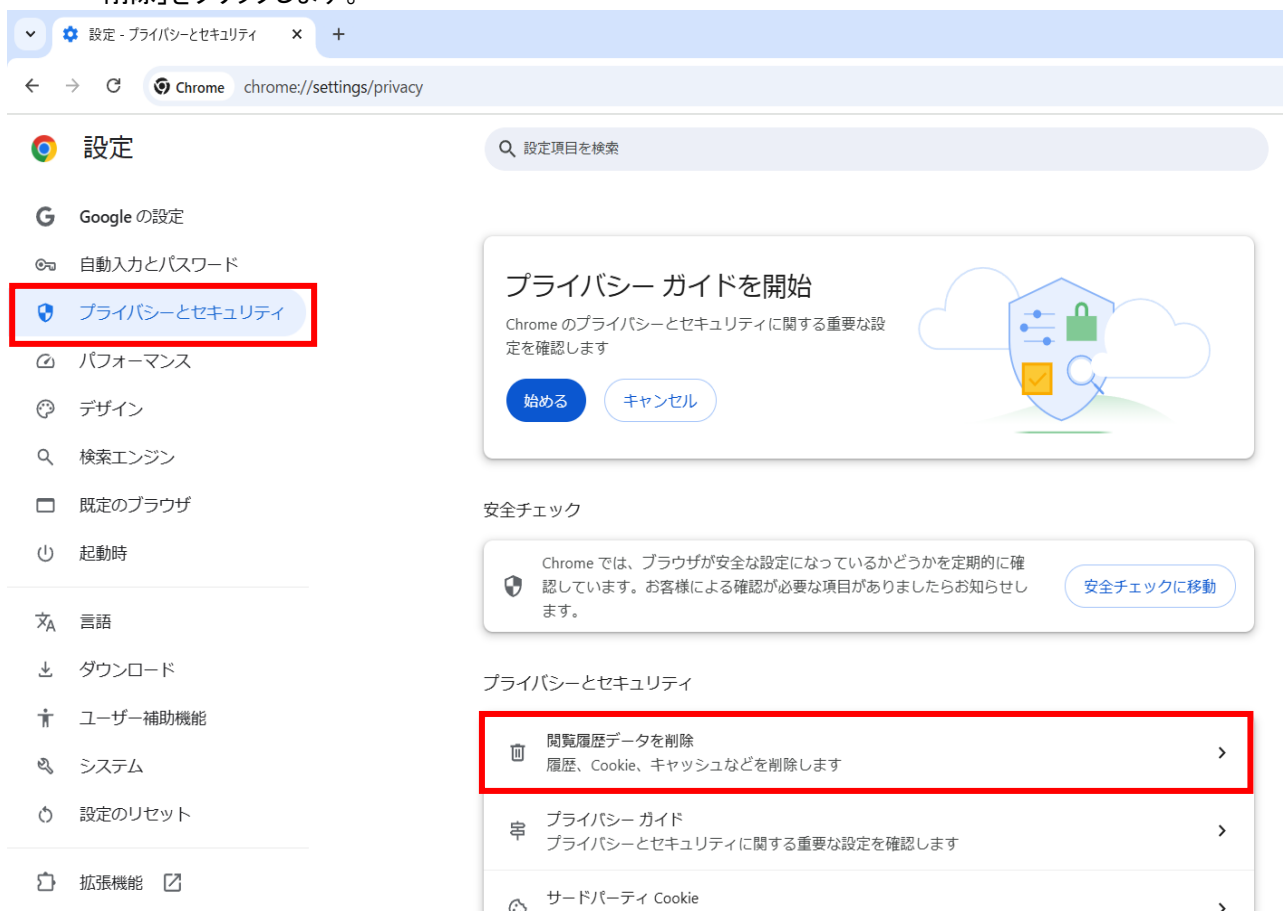 削除」をクリックします。
設定 - プライバシーとセキュリティ
Chrome chrome://settings/privacy
設定
設定項目を検索
Google の設定
自動入力とパスワード
プライバシーとセキュリティ
パフォーマンス
デザイン
検索エンジン
既定のブラウザ
起動時
言語
ダウンロード
ユーザー補助機能
システム
設定のリセット
拡張機能
プライバシー ガイドを開始
Chrome のプライバシーとセキュリティに関する重要な設
定を確認します
始める
キャンセル
安全チェック
Chrome では、ブラウザが安全な設定になっているかどうかを定期的に確
認しています。お客様による確認が必要な項目がありましたらお知らせし
ます。
安全チェックに移動
プライバシーとセキュリティ
閲覧履歴データを削除
履歴、Cookie、キャッシュなどを削除します
プライバシー ガイド
プライバシーとセキュリティに関する重要な設定を確認します
サードパーティ Cookie